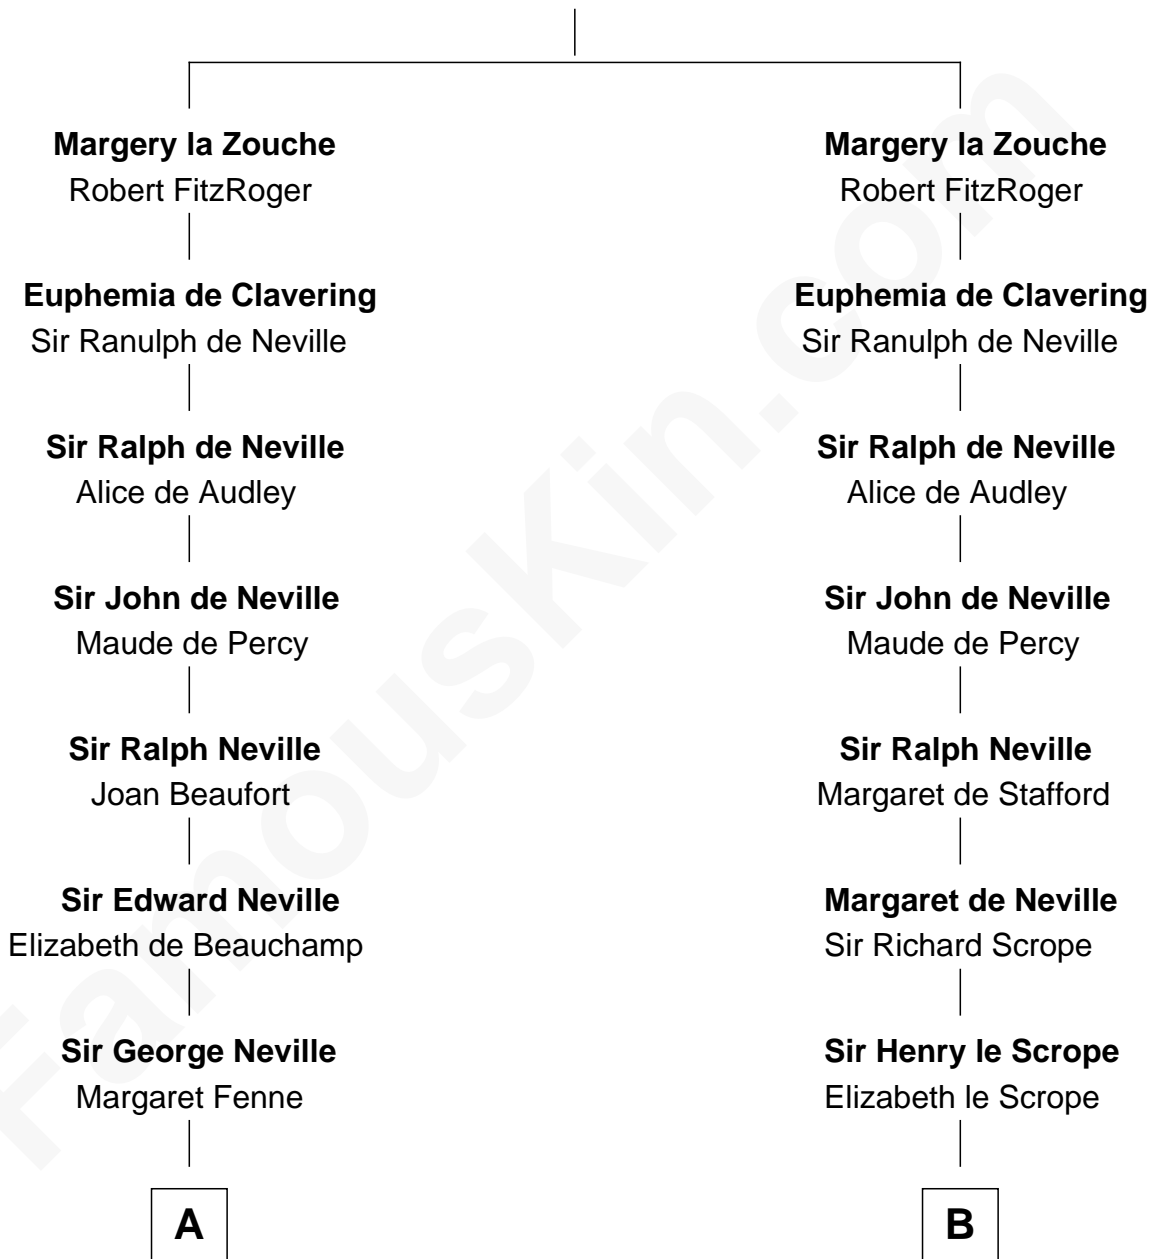 Margery la Zouche
Robert FitzRoger
Euphemia de Clavering
Sir Ranulph de Neville
Sir Ralph de Neville
Alice de Audley
Sir John de Neville
Maude de Percy
Sir Ralph Neville
Joan Beaufort
Sir Edward Neville
Elizabeth de Beauchamp
Sir George Neville
Margaret Fenne
A
Margery la Zouche
Robert FitzRoger
Euphemia de Clavering
Sir Ranulph de Neville
Sir Ralph de Neville
Alice de Audley
Sir John de Neville
Maude de Percy
Sir Ralph Neville
Margaret de Stafford
Margaret de Neville
Sir Richard Scrope
Sir Henry le Scrope
Elizabeth le Scrope
B
FamousKin.com